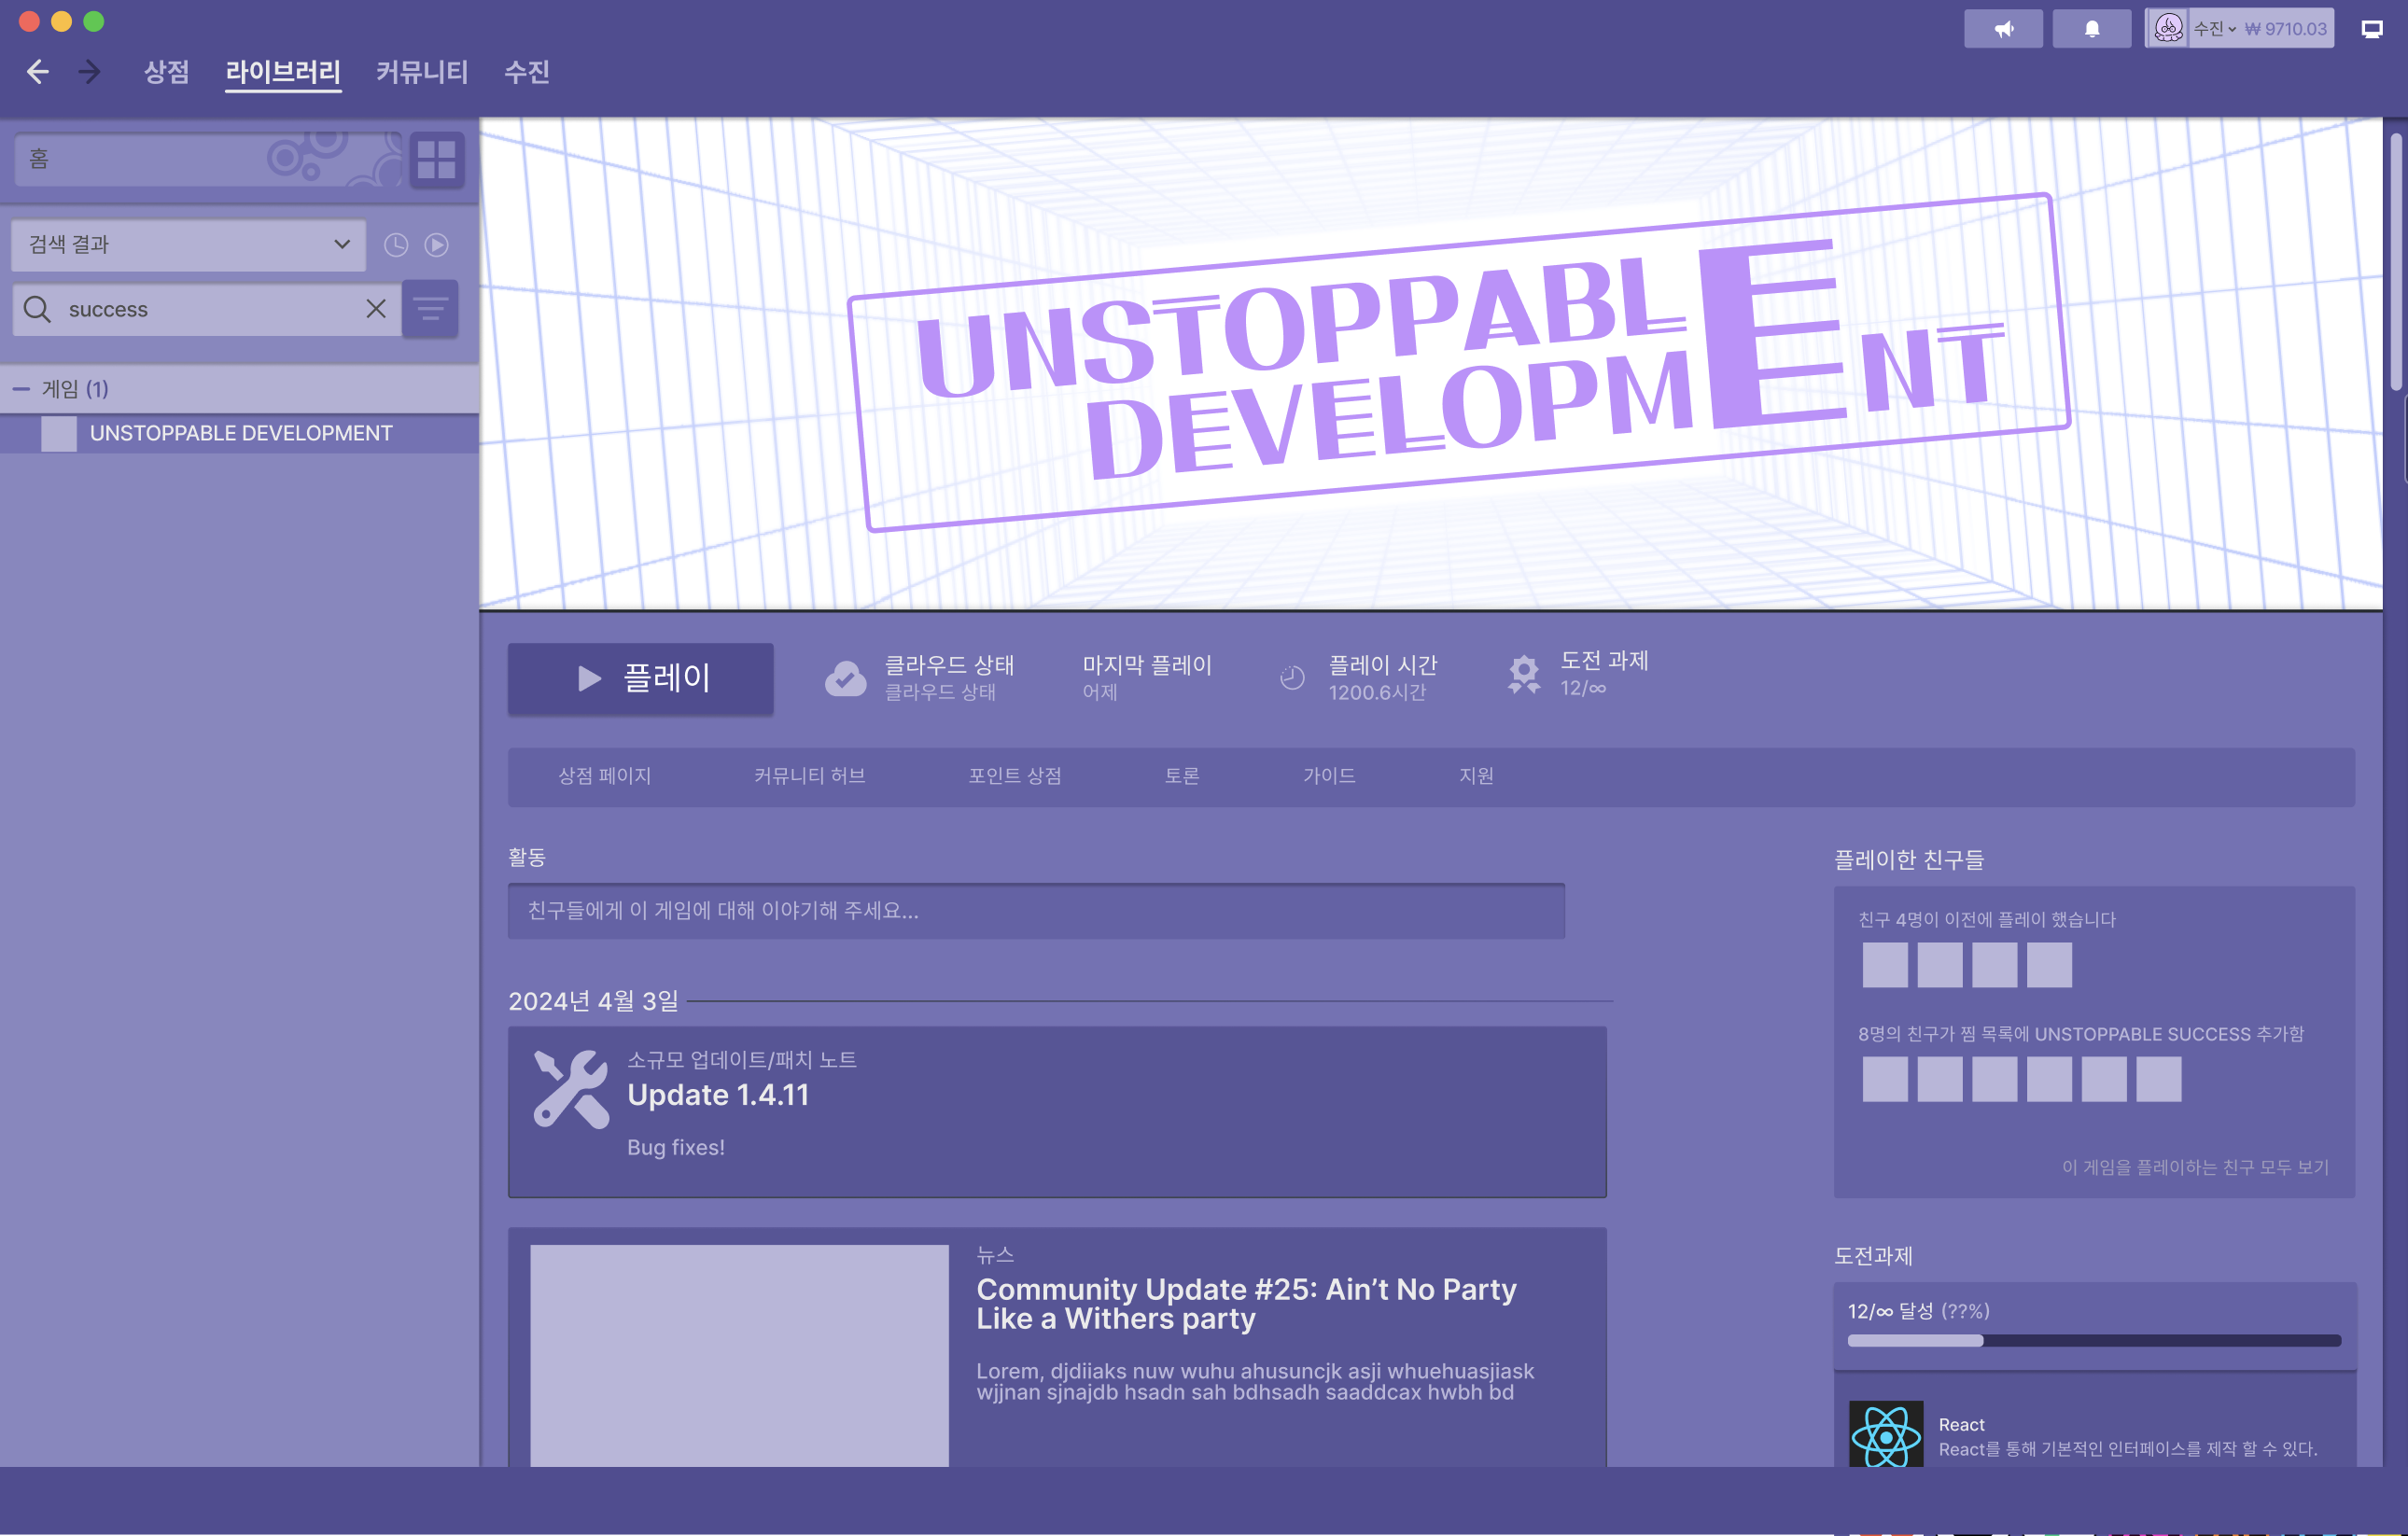 수진 ₩ 9710.03
상점 라이브러리 커뮤니티 수진
홈
검색 결과
success
게임 (1)
UNSTOPPABLE DEVELOPMENT
UNSTOPPABLE
DEVELOPMENT
플레이
클라우드 상태
클라우드 상태
마지막 플레이
어제
플레이 시간
1200.6시간
도전 과제
12/∞
상점 페이지 커뮤니티 허브 포인트 상점 토론 가이드 지원
활동
친구들에게 이 게임에 대해 이야기해 주세요...
2024년 4월 3일
소규모 업데이트/패치 노트
Update 1.4.11
Bug fixes!
뉴스
Community Update #25: Ain’t No Party
Like a Withers party
Lorem, djdiiaks nuw wuhu ahusuncjk asji whuehuasjiask
wjjnan sjnajdb hsadn sah bdhsadh saaddcax hwbh bd
플레이한 친구들
친구 4명이 이전에 플레이 했습니다
8명의 친구가 찜 목록에 UNSTOPPABLE SUCCESS 추가함
이 게임을 플레이하는 친구 모두 보기
도전과제
12/∞ 달성 (??%)
React
React를 통해 기본적인 인터페이스를 제작 할 수 있다.